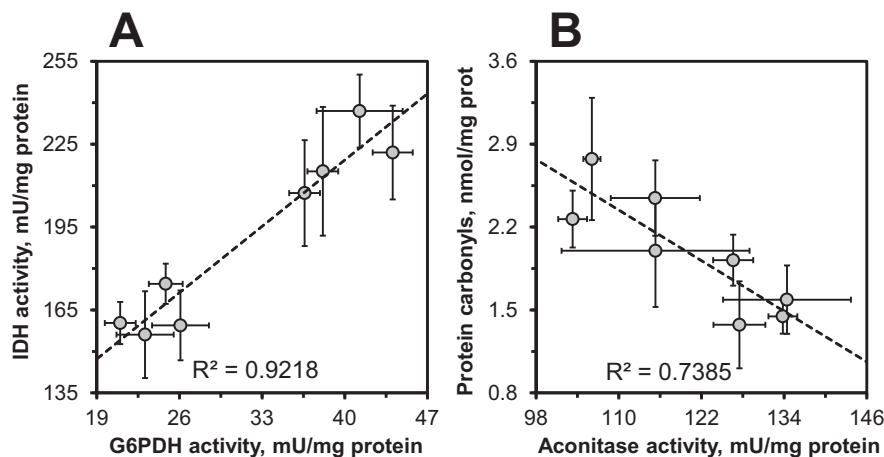 A
B
IDH activity, mU/mg protein
255
225
195
165
135
R² = 0.9218
19 26 33 40 47
G6PDH activity, mU/mg protein
Protein carbonyls, nmol/mg prot
3.6
2.9
2.2
1.5
0.8
R² = 0.7385
98 110 122 134 146
Aconitase activity, mU/mg protein